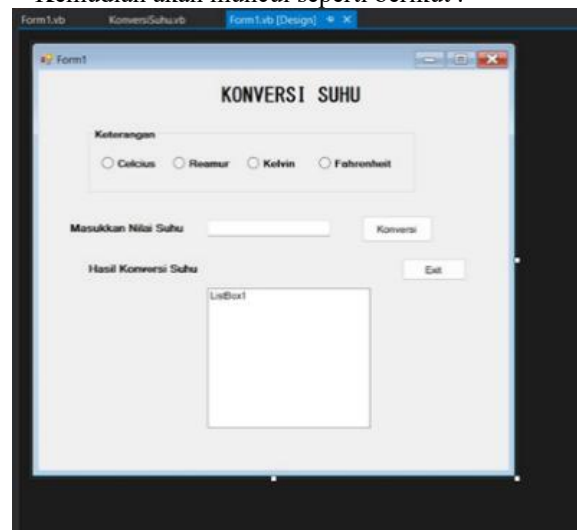 Kemudian akan muncul seperti berikut :
Form1.vb KonversiSuhu.vb Form1.vb [Design]
Form1
KONVERSI SUHU
Keterangan
Celcius Reamur Kelvin Fahrenheit
Masukkan Nilai Suhu Konversi
Hasil Konversi Suhu Exit
ListBox1